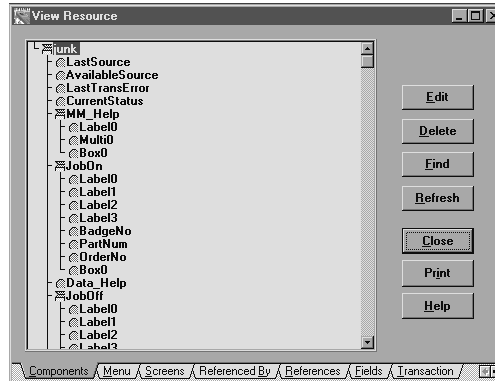 View Resource
junk
LastSource
AvailableSource
LastTransError
CurrentStatus
MM_Help
Label0
Multi0
Box0
JobOn
Label0
Label1
Label2
Label3
BadgeNo
PartNum
OrderNo
Box0
Data_Help
JobOff
Label0
Label1
Label2
Label3
Edit
Delete
Find
Refresh
Close
Print
Help
Components Menu Screens Referenced By References Fields Transaction